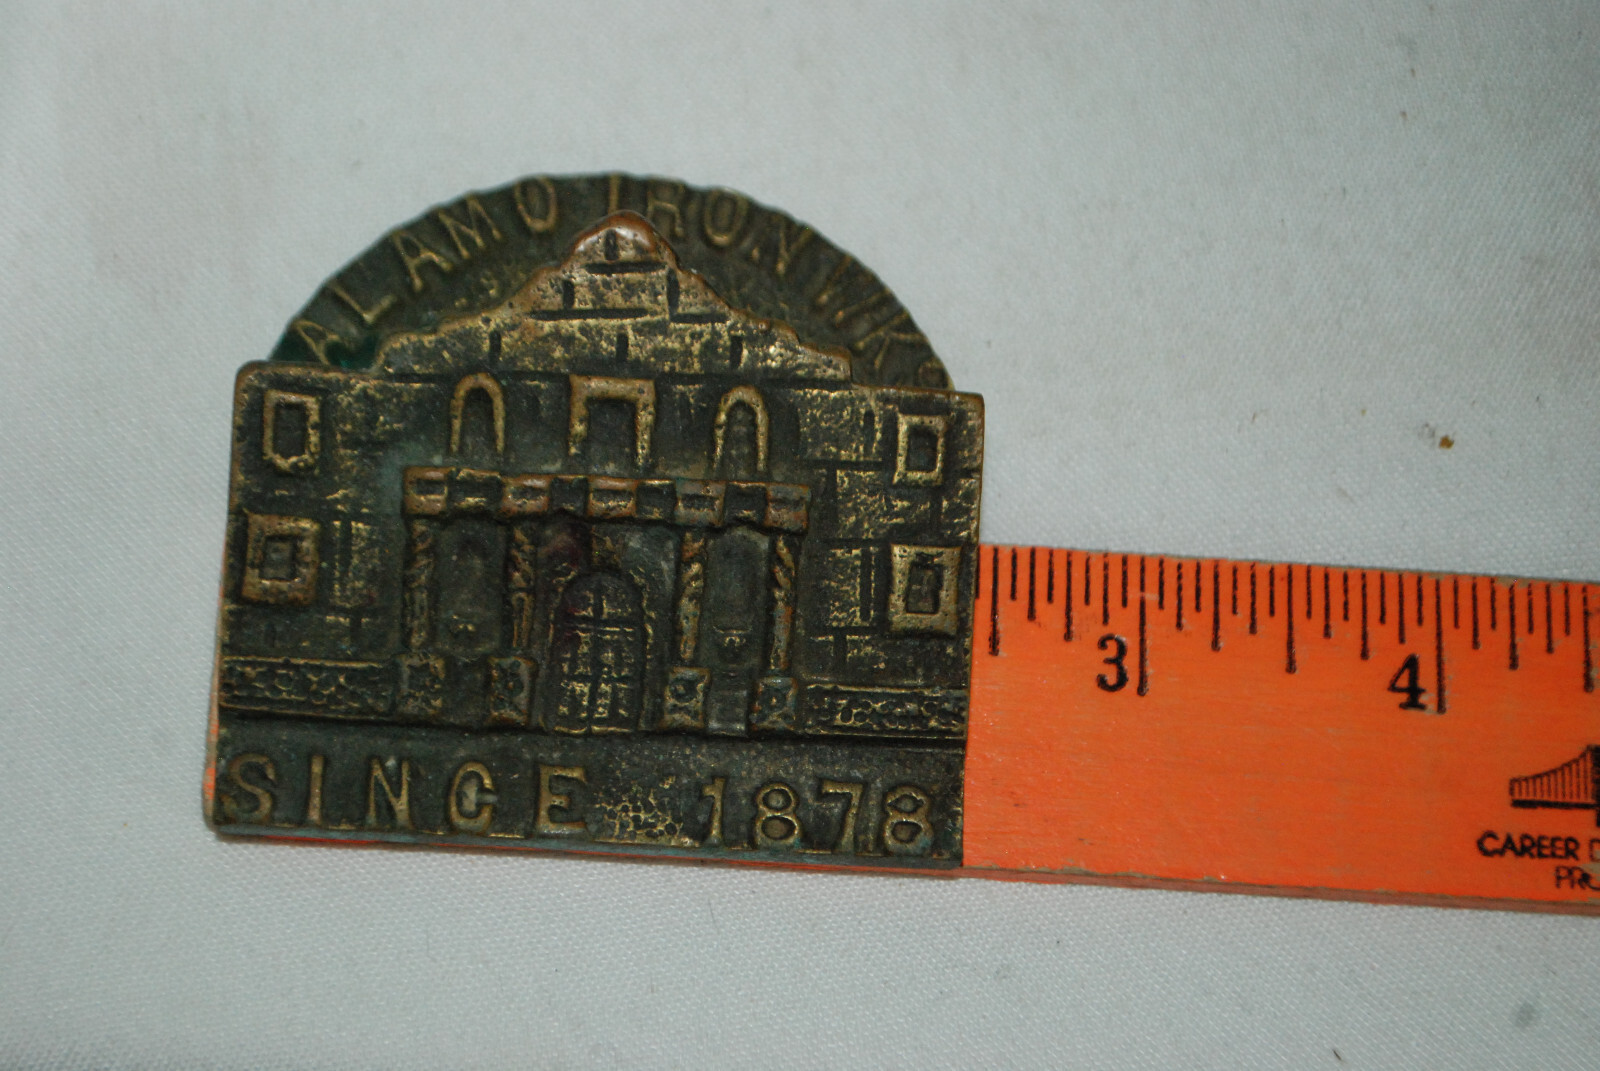 ALAMO IRON WKS
SINCE 1878
3 4
CAREER